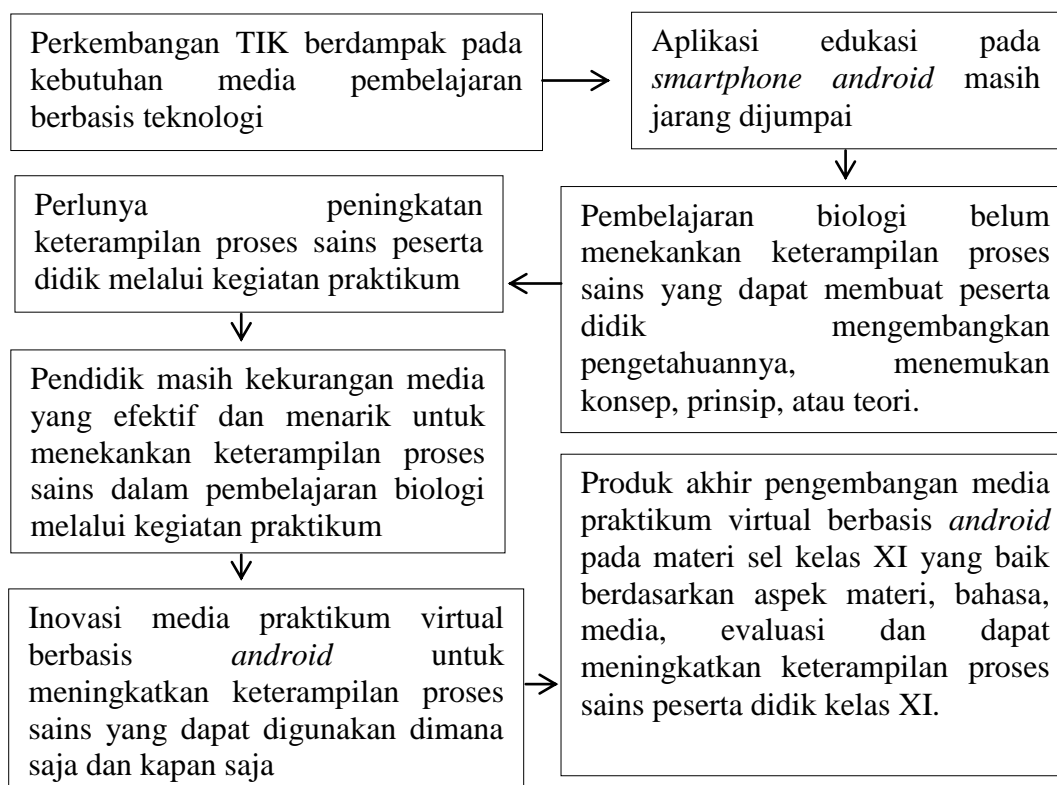 Perkembangan TIK berdampak pada
kebutuhan media pembelajaran
berbasis teknologi
Aplikasi edukasi pada
smartphone android masih
jarang dijumpai
Pembelajaran biologi belum
menekankan keterampilan proses
sains yang dapat membuat peserta
didik mengembangkan
pengetahuannya, menemukan
konsep, prinsip, atau teori.
Perlunya peningkatan
keterampilan proses sains peserta
didik melalui kegiatan praktikum
Pendidik masih kekurangan media
yang efektif dan menarik untuk
menekankan keterampilan proses
sains dalam pembelajaran biologi
melalui kegiatan praktikum
Inovasi media praktikum virtual
berbasis android untuk
meningkatkan keterampilan proses
sains yang dapat digunakan dimana
saja dan kapan saja
Produk akhir pengembangan media
praktikum virtual berbasis android
pada materi sel kelas XI yang baik
berdasarkan aspek materi, bahasa,
media, evaluasi dan dapat
meningkatkan keterampilan proses
sains peserta didik kelas XI.